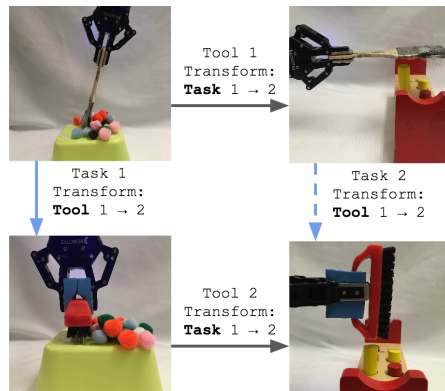 Tool 1
Transform:
Task 1 → 2
Task 1
Transform:
Tool 1 → 2
Task 2
Transform:
Tool 1 → 2
Tool 2
Transform:
Task 1 → 2